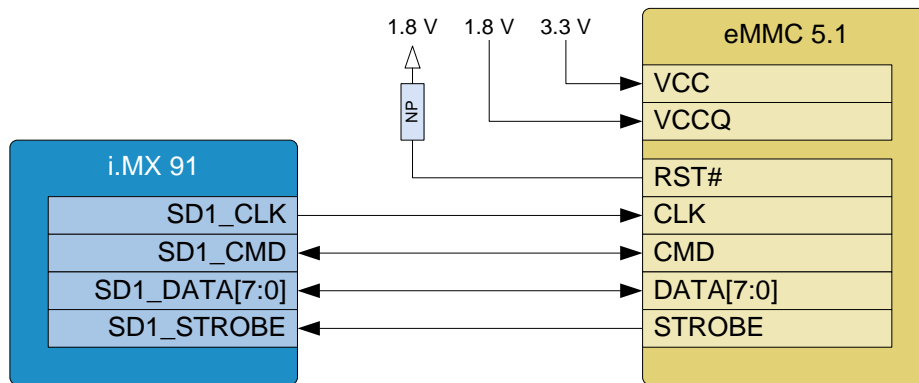 1.8 V 1.8 V 3.3 V
eMMC 5.1
VCC
VCCQ
NP
i.MX 91
RST#
SD1_CLK CLK
SD1_CMD CMD
SD1_DATA[7:0] DATA[7:0]
SD1_STROBE STROBE